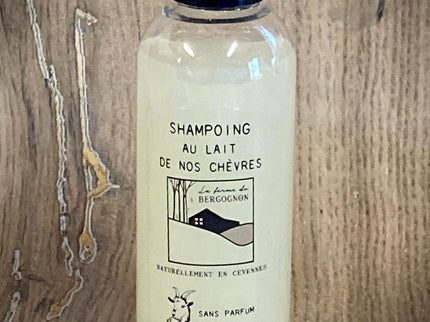 SHAMPOING
AU LAIT
DE NOS CHÈVRES
La ferme du
BERGOGNON
NATURELLEMENT EN CEVENNES
SANS PARFUM